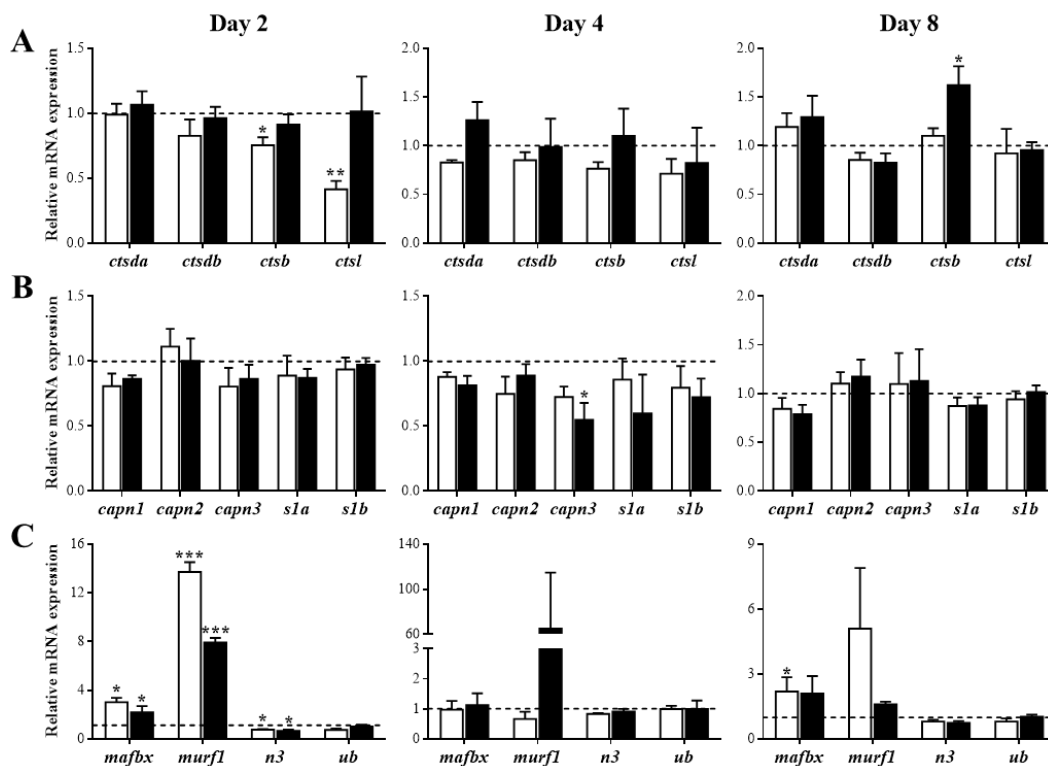 Day 2 Day 4 Day 8
A
Relative mRNA expression
1.5 2.0 2.0
*
1.0 1.5 1.5
* 1.0 1.0
0.5 ** 0.5 0.5
0.0 0.0 0.0
ctsda ctsdb ctsb ctsl ctsda ctsdb ctsb ctsl ctsda ctsdb ctsb ctsl
B
Relative mRNA expression
1.5 1.5 2.0
1.0 1.0 1.5
* 1.0
0.5 0.5 0.5
0.0 0.0 0.0
capn1 capn2 capn3 s1a s1b capn1 capn2 capn3 s1a s1b capn1 capn2 capn3 s1a s1b
C
Relative mRNA expression
16 140 9
***
12 100 6
***
8 60
3 3
4 2 *
* * * * 1
0 0 0
mafbx murf1 n3 ub mafbx murf1 n3 ub mafbx murf1 n3 ub